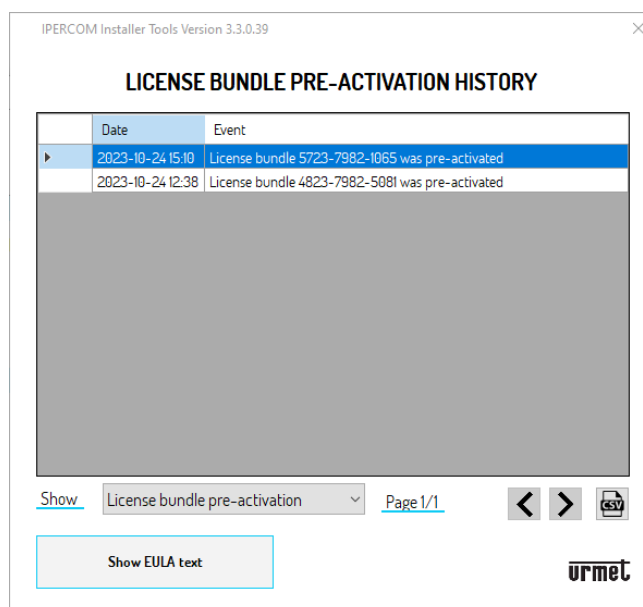 IPERCOM Installer Tools Version 3.3.0.39
LICENSE BUNDLE PRE-ACTIVATION HISTORY
Date Event
2023-10-24 15:10 License bundle 5723-7982-1065 was pre-activated
2023-10-24 12:38 License bundle 4823-7982-5081 was pre-activated
Show License bundle pre-activation Page 1/1 CSV
Show EULA text
urmet